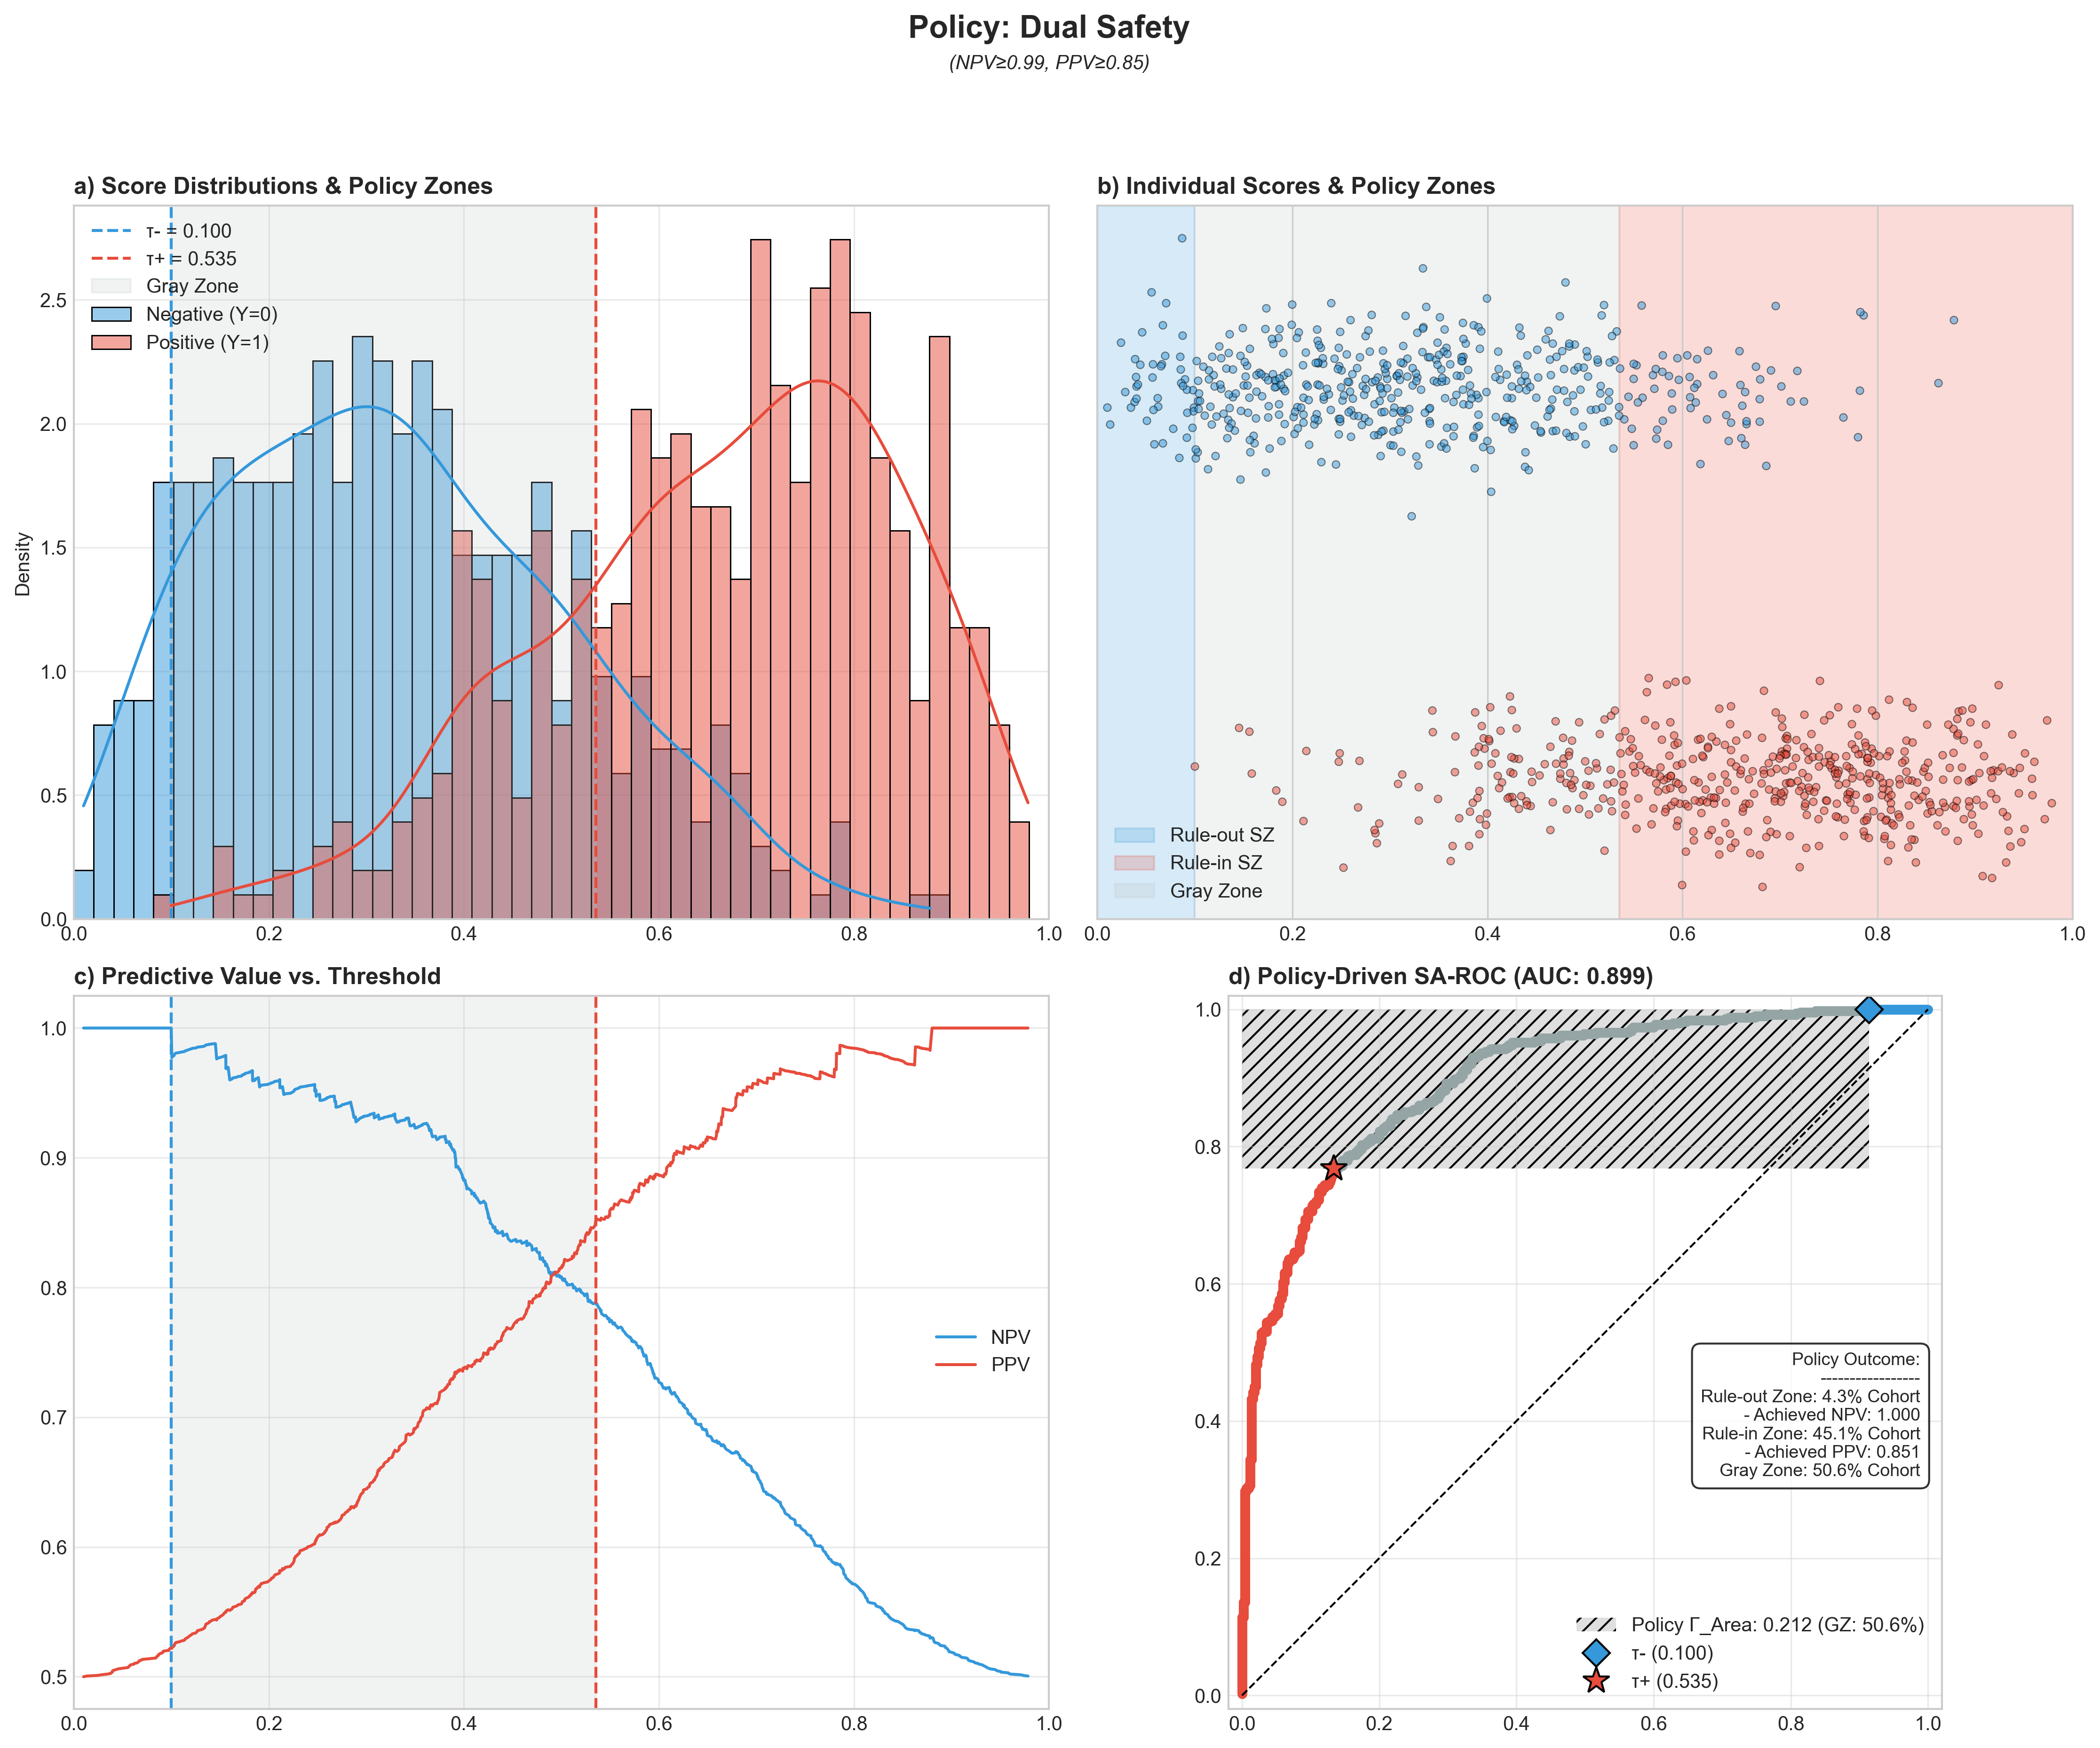 Policy: Dual Safety
(NPV≥0.99, PPV≥0.85)
a) Score Distributions & Policy Zones
τ- = 0.100
τ+ = 0.535
Gray Zone
Negative (Y=0)
Positive (Y=1)
Density
2.5
2.0
1.5
1.0
0.5
0.0
0.0 0.2 0.4 0.6 0.8 1.0
b) Individual Scores & Policy Zones
Rule-out SZ
Rule-in SZ
Gray Zone
0.0 0.2 0.4 0.6 0.8 1.0
c) Predictive Value vs. Threshold
1.0
0.9
0.8
0.7
0.6
0.5
NPV
PPV
0.0 0.2 0.4 0.6 0.8 1.0
d) Policy-Driven SA-ROC (AUC: 0.899)
1.0
0.8
0.6
0.4
0.2
0.0
Policy Outcome:
------------------
Rule-out Zone: 4.3% Cohort
- Achieved NPV: 1.000
Rule-in Zone: 45.1% Cohort
- Achieved PPV: 0.851
Gray Zone: 50.6% Cohort
Policy Γ_Area: 0.212 (GZ: 50.6%)
τ- (0.100)
τ+ (0.535)
0.0 0.2 0.4 0.6 0.8 1.0